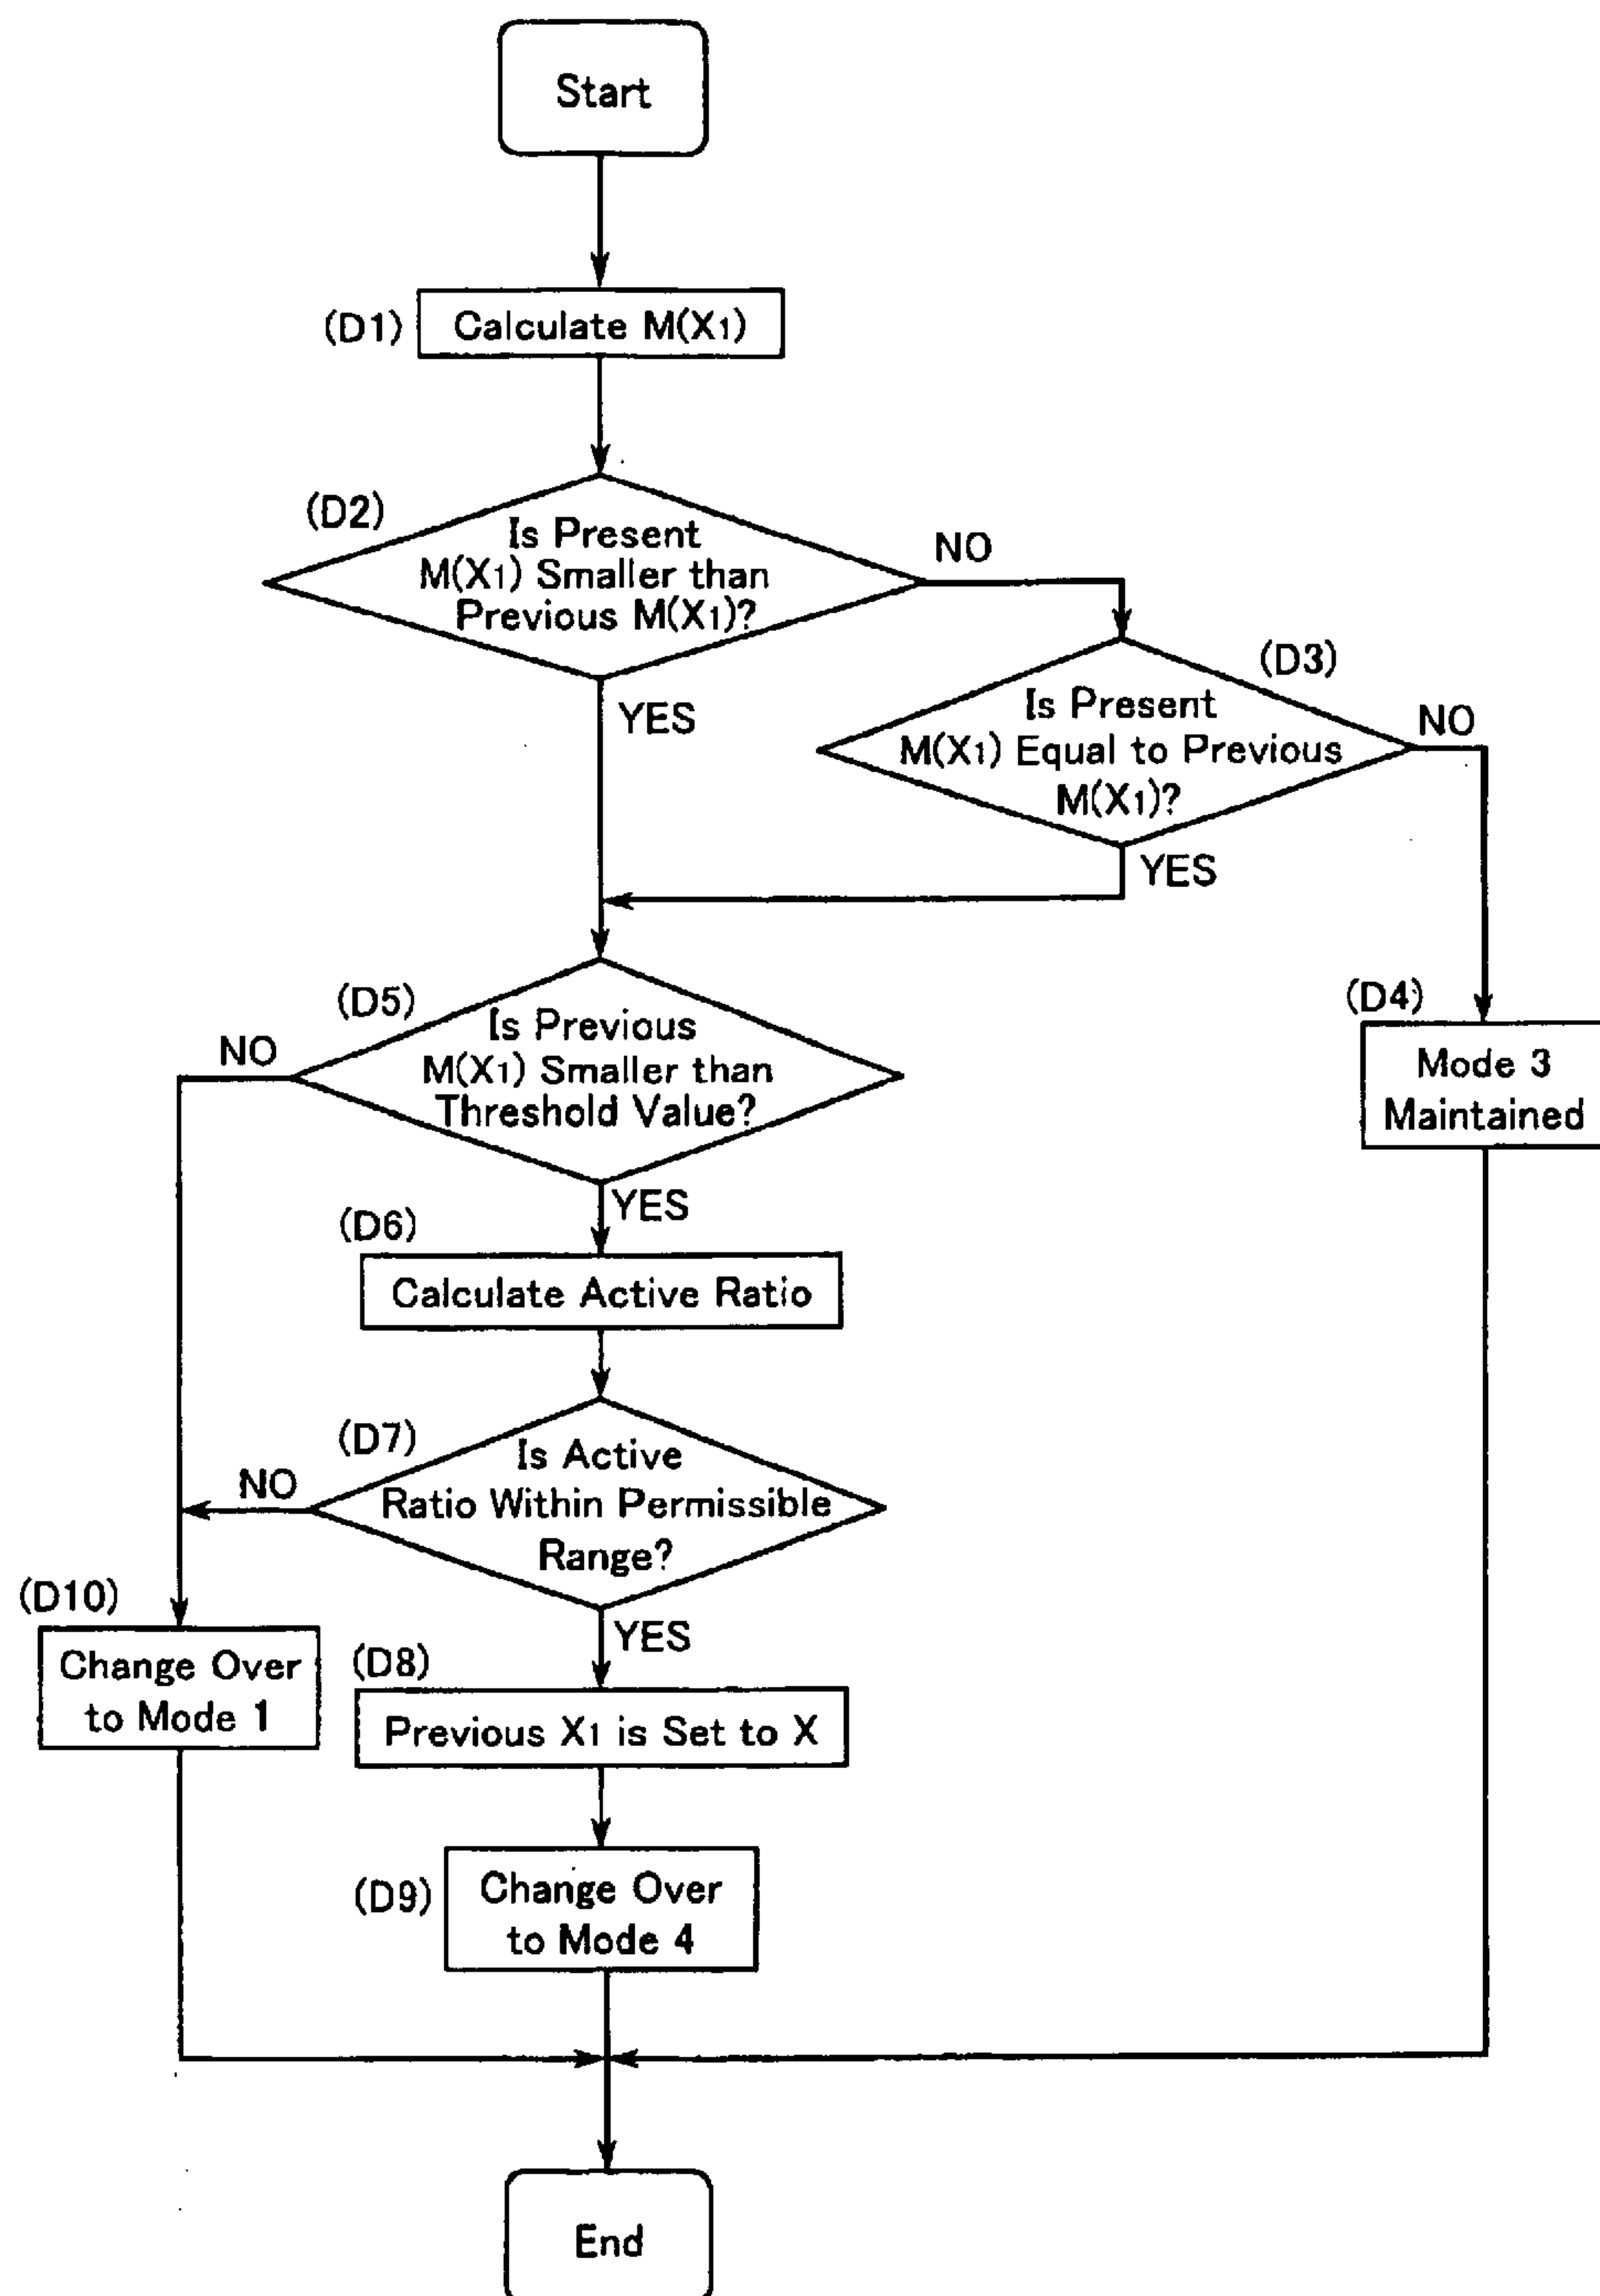 Start
(D1)
Calculate M(X1)
(D2)
Is Present
M(X1) Smaller than
Previous M(X1)?
NO
YES
(D3)
Is Present
M(X1) Equal to Previous
M(X1)?
NO
YES
(D4)
Mode 3
Maintained
(D5)
Is Previous
M(X1) Smaller than
Threshold Value?
NO
YES
(D6)
Calculate Active Ratio
(D7)
Is Active
Ratio Within Permissible
Range?
NO
YES
(D10)
Change Over
to Mode 1
(D8)
Previous X1 is Set to X
(D9)
Change Over
to Mode 4
End